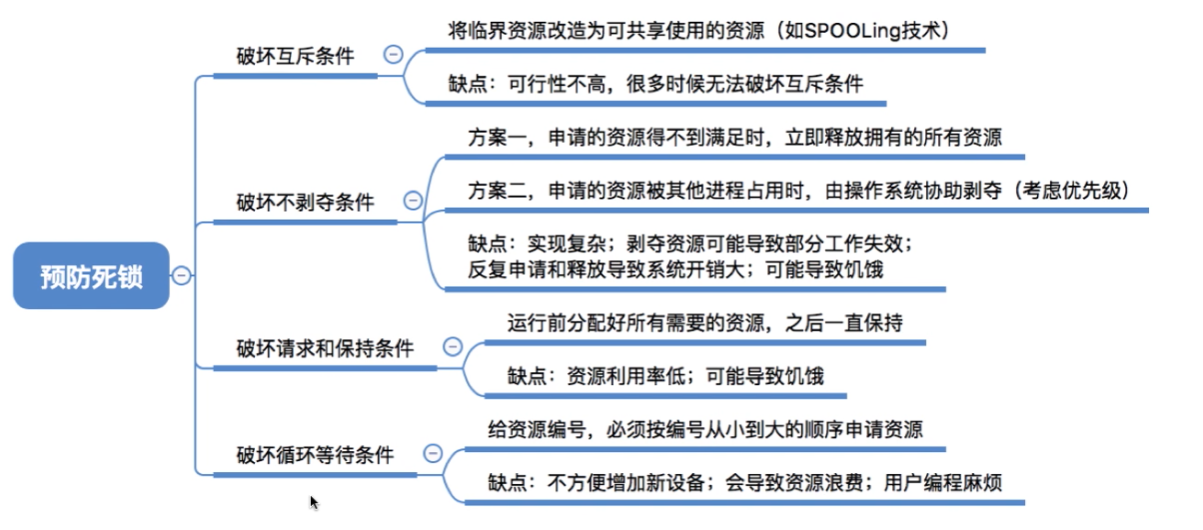 预防死锁
破坏互斥条件
将临界资源改造为可共享使用的资源（如SPOOLing技术）
缺点：可行性不高，很多时候无法破坏互斥条件
破坏不剥夺条件
方案一，申请的资源得不到满足时，立即释放拥有的所有资源
方案二，申请的资源被其他进程占用时，由操作系统协助剥夺（考虑优先级）
缺点：实现复杂；剥夺资源可能导致部分工作失效；
反复申请和释放导致系统开销大；可能导致饥饿
破坏请求和保持条件
运行前分配好所有需要的资源，之后一直保持
缺点：资源利用率低；可能导致饥饿
破坏循环等待条件
给资源编号，必须按编号从小到大的顺序申请资源
缺点：不方便增加新设备；会导致资源浪费；用户编程麻烦